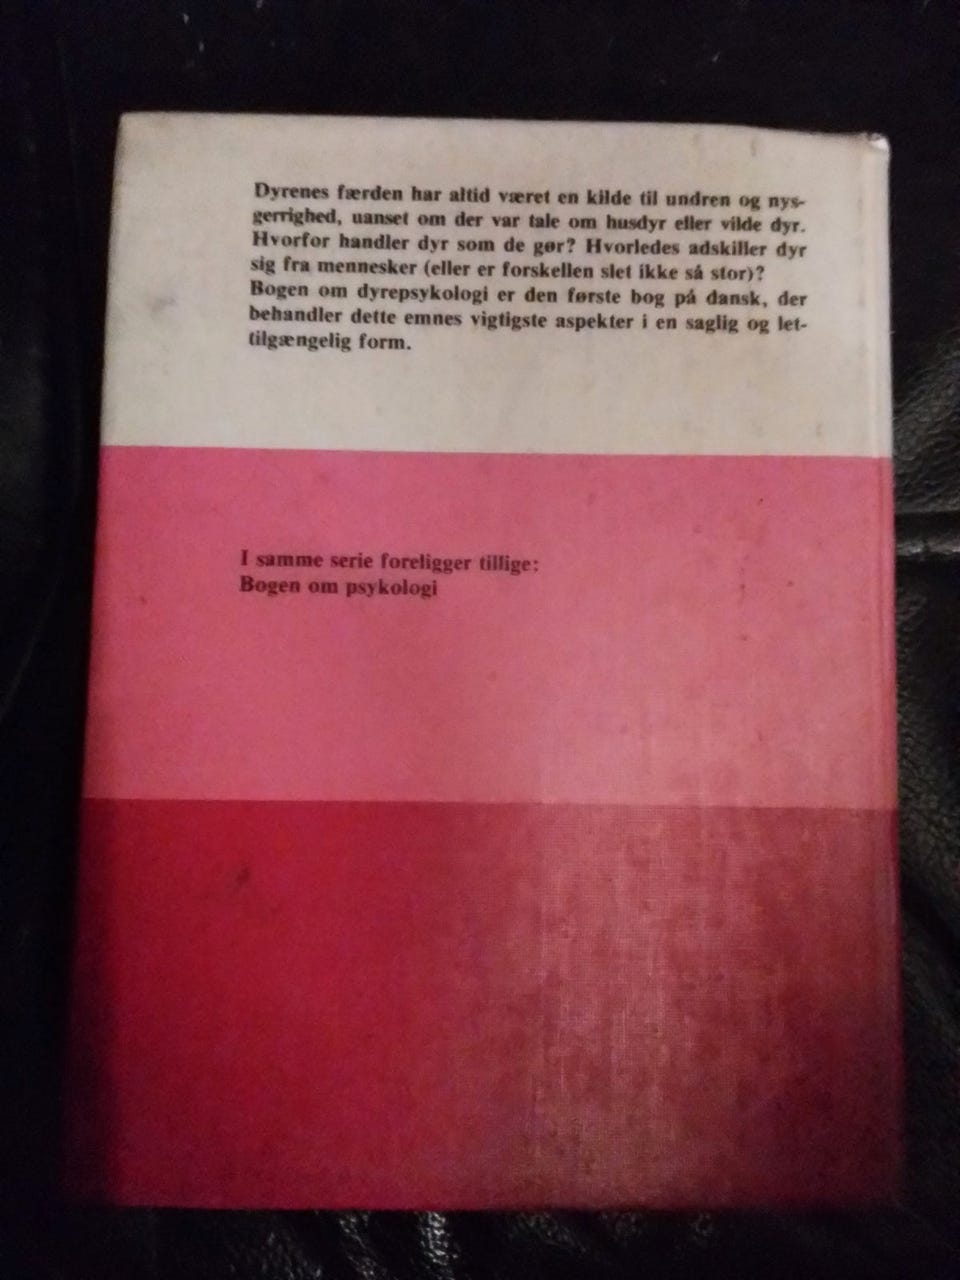 Dyrenes færden har altid været en kilde til undren og nys-
gerrighed, uanset om der var tale om husdyr eller vilde dyr.
Hvorfor handler dyr som de gør? Hvorledes adskiller dyr
sig fra mennesker (eller er forskellen slet ikke så stor)?
Bogen om dyrepsykologi er den første bog på dansk, der
behandler dette emnes vigtigste aspekter i en saglig og let-
tilgængelig form.
I samme serie foreligger tillige:
Bogen om psykologi